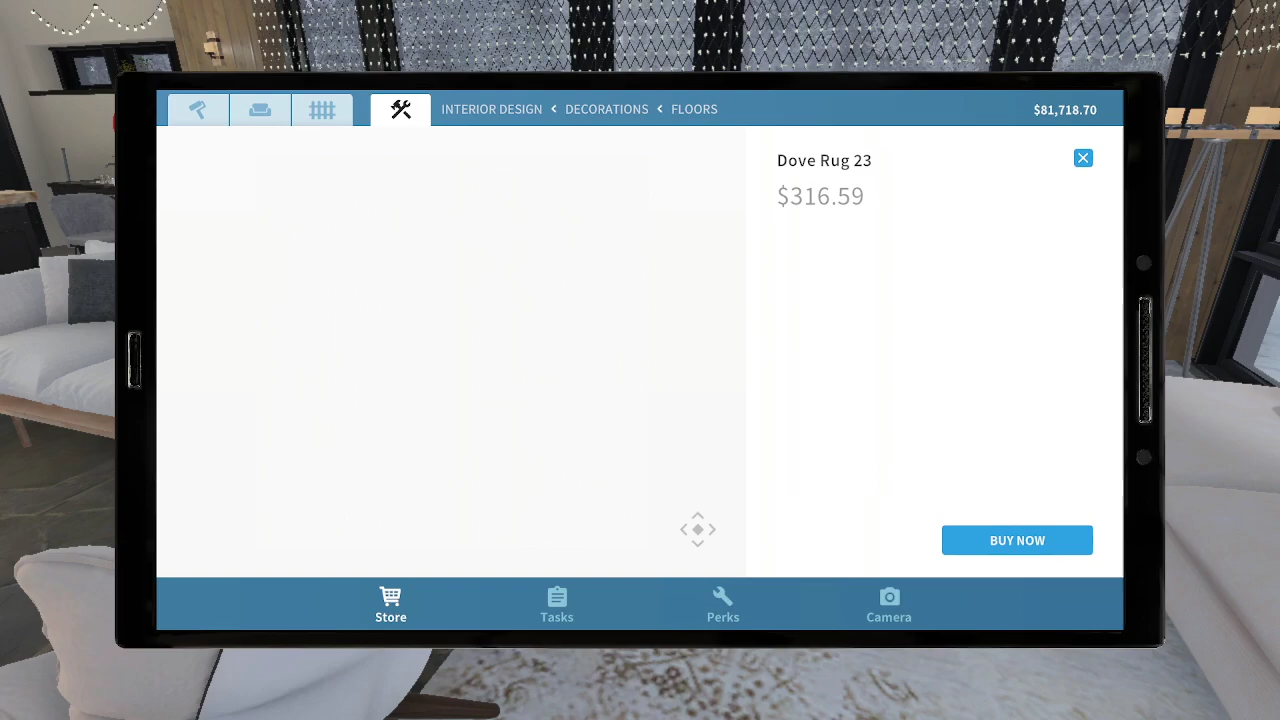 INTERIOR DESIGN < DECORATIONS < FLOORS
$81,718.70
Dove Rug 23
$316.59
BUY NOW
Store
Tasks
Perks
Camera